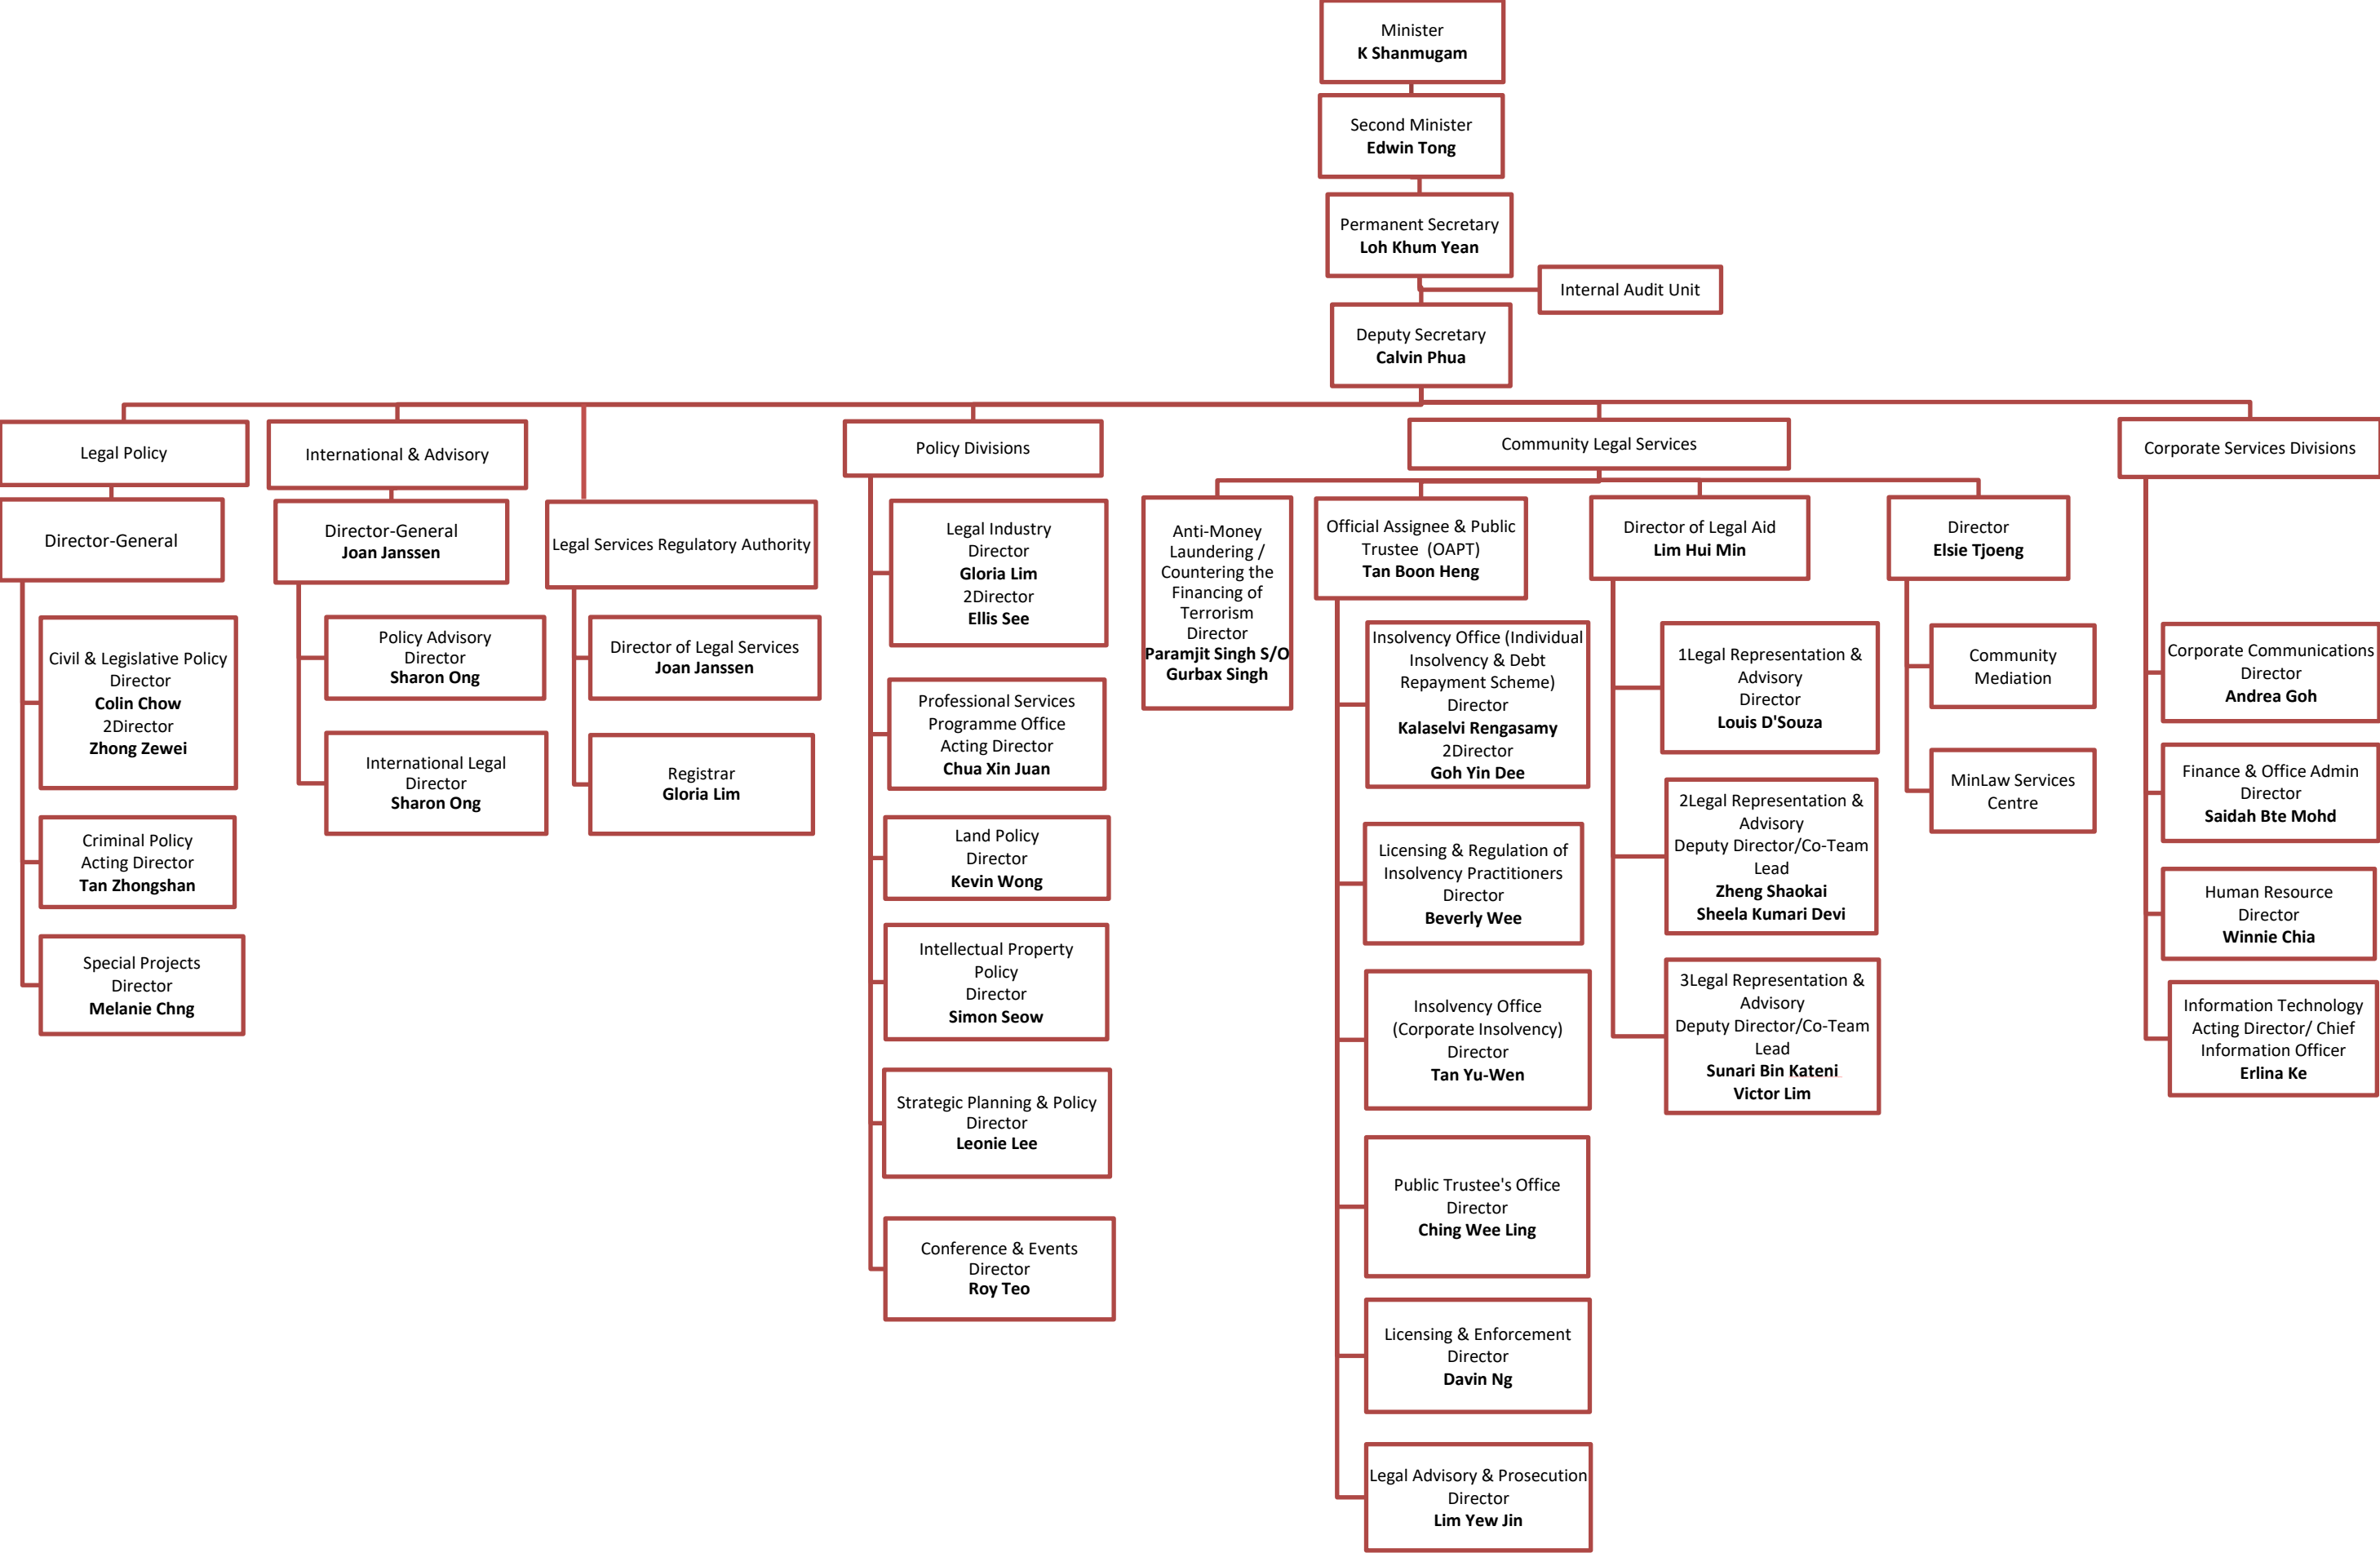 Minister
K Shanmugam
Second Minister
Edwin Tong
Permanent Secretary
Loh Khum Yean
Internal Audit Unit
Deputy Secretary
Calvin Phua
Legal Policy
Director-General
Civil & Legislative Policy
Director
Colin Chow
2Director
Zhong Zewei
Criminal Policy
Acting Director
Tan Zhongshan
Special Projects
Director
Melanie Chng
International & Advisory
Director-General
Joan Janssen
Policy Advisory
Director
Sharon Ong
International Legal
Director
Sharon Ong
Legal Services Regulatory Authority
Director of Legal Services
Joan Janssen
Registrar
Gloria Lim
Policy Divisions
Legal Industry
Director
Gloria Lim
2Director
Ellis See
Professional Services
Programme Office
Acting Director
Chua Xin Juan
Land Policy
Director
Kevin Wong
Intellectual Property
Policy
Director
Simon Seow
Strategic Planning & Policy
Director
Leonie Lee
Conference & Events
Director
Roy Teo
Community Legal Services
Anti-Money
Laundering /
Countering the
Financing of
Terrorism
Director
Paramjit Singh S/O
Gurbax Singh
Official Assignee & Public
Trustee (OAPT)
Tan Boon Heng
Insolvency Office (Individual
Insolvency & Debt
Repayment Scheme)
Director
Kalaselvi Rengasamy
2Director
Goh Yin Dee
Licensing & Regulation of
Insolvency Practitioners
Director
Beverly Wee
Insolvency Office
(Corporate Insolvency)
Director
Tan Yu-Wen
Public Trustee's Office
Director
Ching Wee Ling
Licensing & Enforcement
Director
Davin Ng
Legal Advisory & Prosecution
Director
Lim Yew Jin
Director of Legal Aid
Lim Hui Min
1Legal Representation &
Advisory
Director
Louis D'Souza
2Legal Representation &
Advisory
Deputy Director/Co-Team
Lead
Zheng Shaokai
Sheela Kumari Devi
3Legal Representation &
Advisory
Deputy Director/Co-Team
Lead
Sunari Bin Kateni
Victor Lim
Director
Elsie Tjoeng
Community
Mediation
MinLaw Services
Centre
Corporate Services Divisions
Corporate Communications
Director
Andrea Goh
Finance & Office Admin
Director
Saidah Bte Mohd
Human Resource
Director
Winnie Chia
Information Technology
Acting Director/ Chief
Information Officer
Erlina Ke